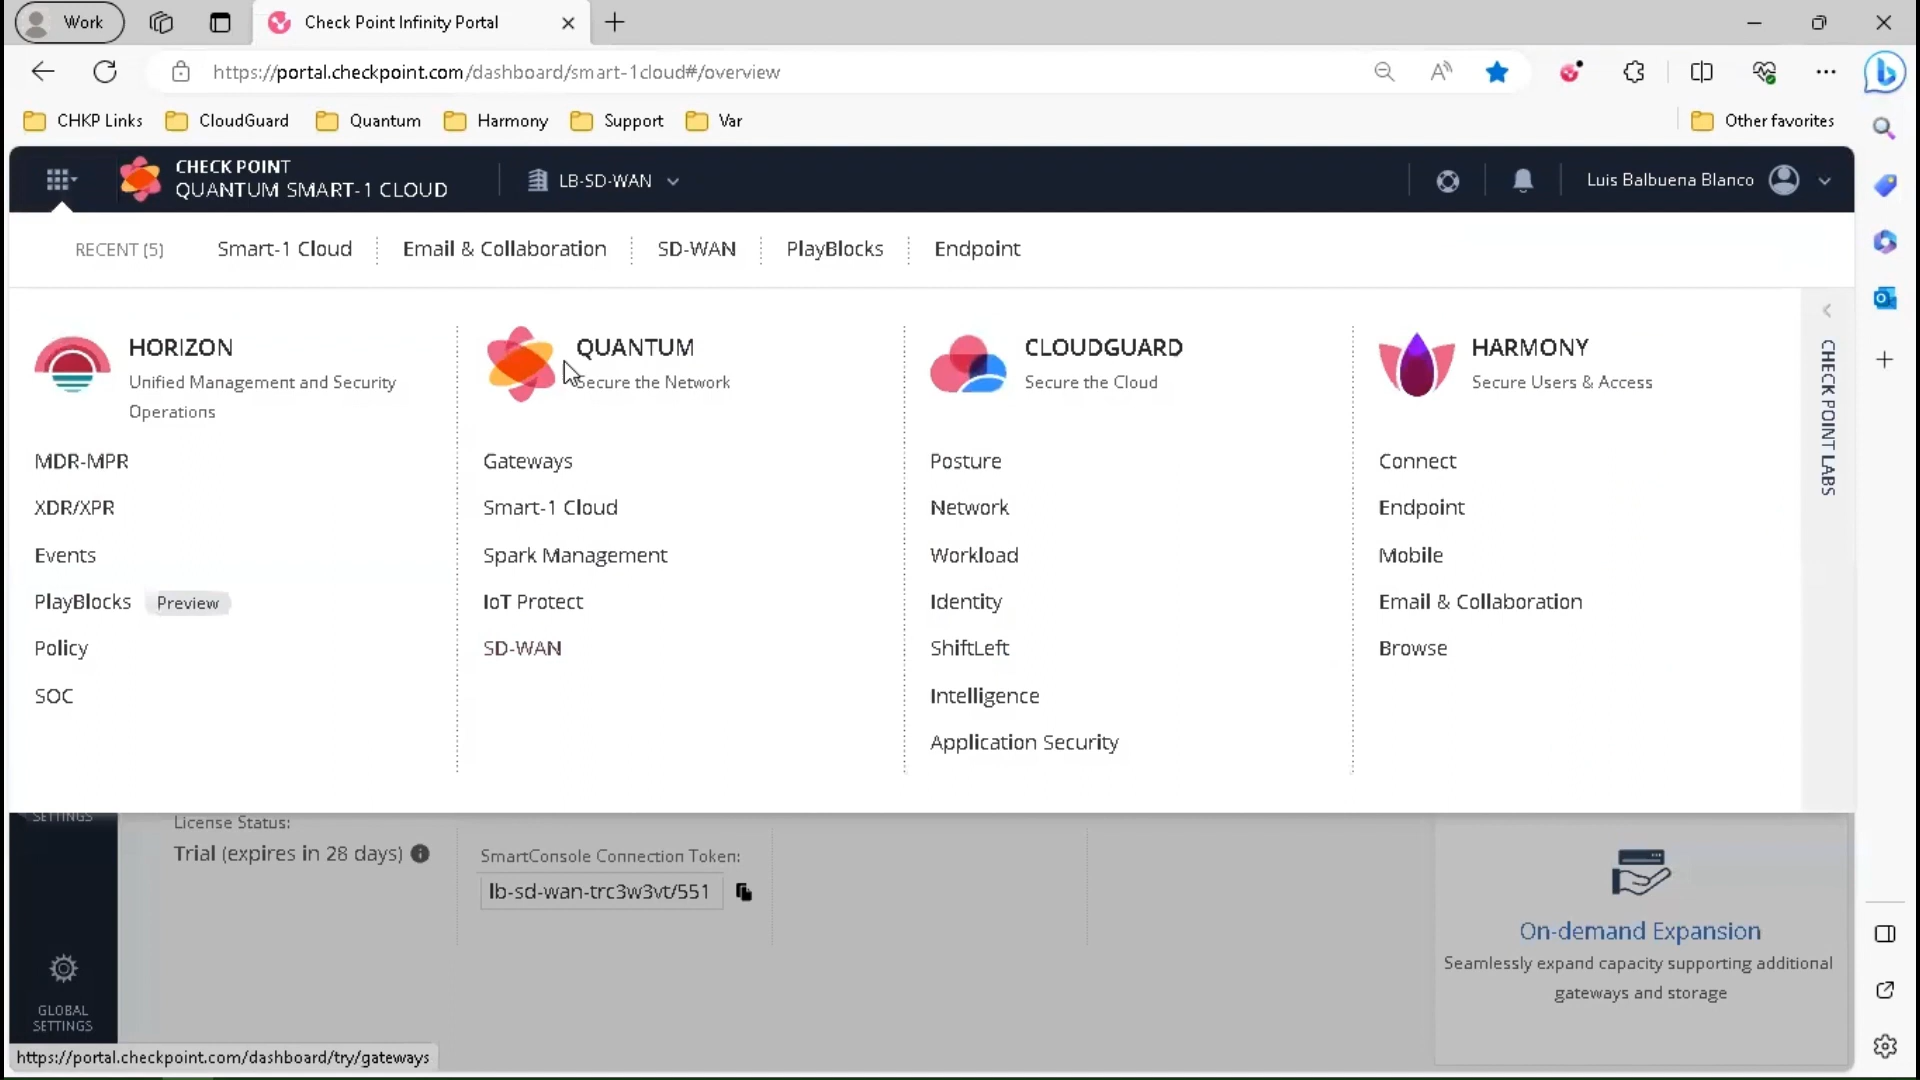 Work
Check Point Infinity Portal
https://portal.checkpoint.com/dashboard/smart-1cloud#/overview
CHKP Links
CloudGuard
Quantum
Harmony
Support
Var
Other favorites
CHECK POINT
QUANTUM SMART-1 CLOUD
LB-SD-WAN
Luis Balbuena Blanco
RECENT (5)
Smart-1 Cloud
Email & Collaboration
SD-WAN
PlayBlocks
Endpoint
HORIZON
Unified Management and Security
Operations
MDR-MPR
XDR/XPR
Events
PlayBlocks
Preview
Policy
SOC
QUANTUM
Secure the Network
Gateways
Smart-1 Cloud
Spark Management
IoT Protect
SD-WAN
CLOUDGUARD
Secure the Cloud
Posture
Network
Workload
Identity
ShiftLeft
Intelligence
Application Security
HARMONY
Secure Users & Access
Connect
Endpoint
Mobile
Email & Collaboration
Browse
CHECK POINT LABS
SETTINGS
License Status:
Trial (expires in 28 days)
SmartConsole Connection Token:
lb-sd-wan-trc3w3vt/551
On-demand Expansion
Seamlessly expand capacity supporting additional
gateways and storage
GLOBAL
SETTINGS
https://portal.checkpoint.com/dashboard/try/gateways